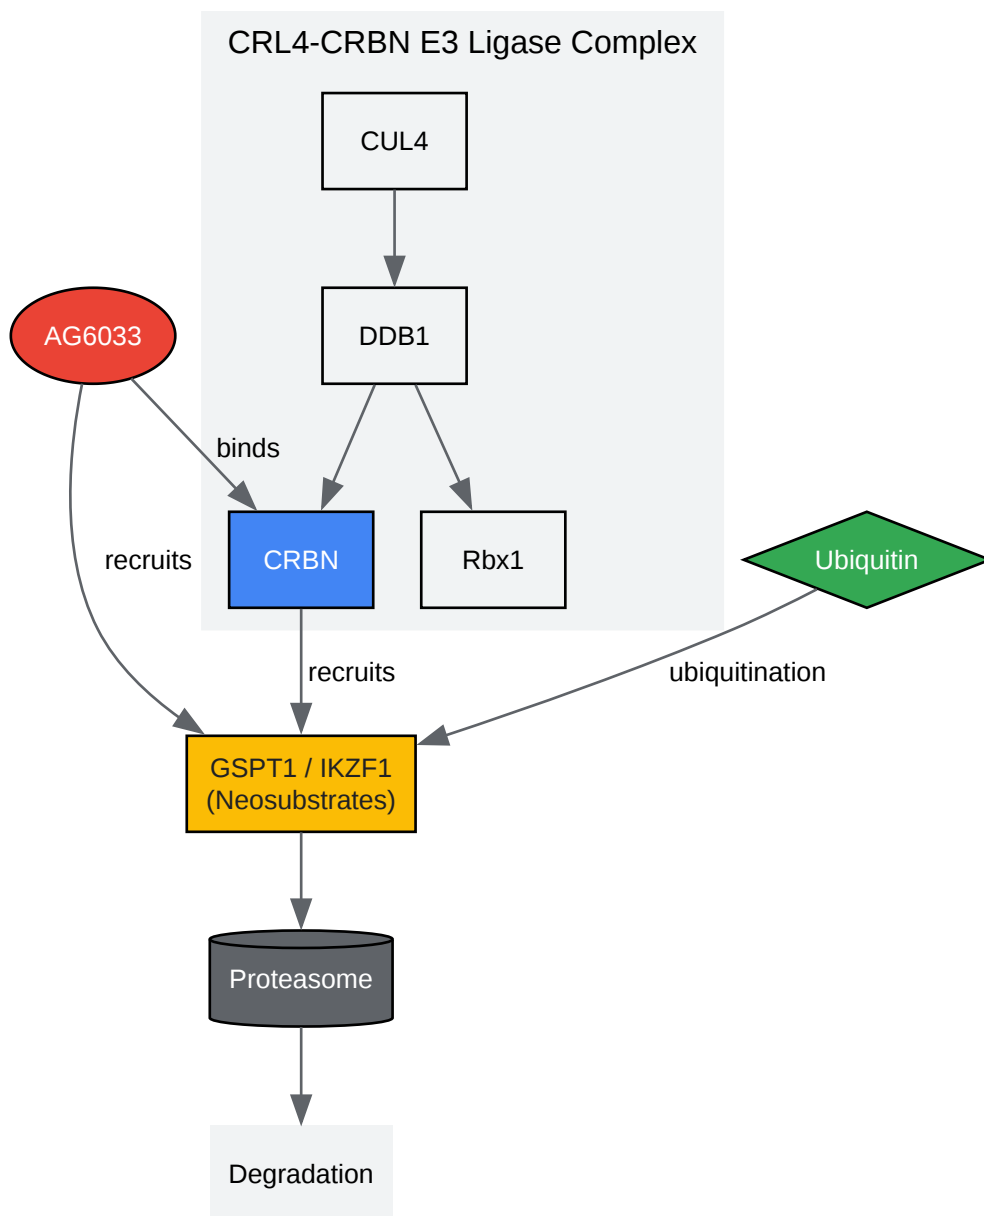 CRL4-CRBN E3 Ligase Complex
CUL4
DDB1
AG6033
binds
CRBN
Rbx1
recruits
Ubiquitin
recruits
ubiquitination
GSPT1 / IKZF1
(Neosubstrates)
Proteasome
Degradation